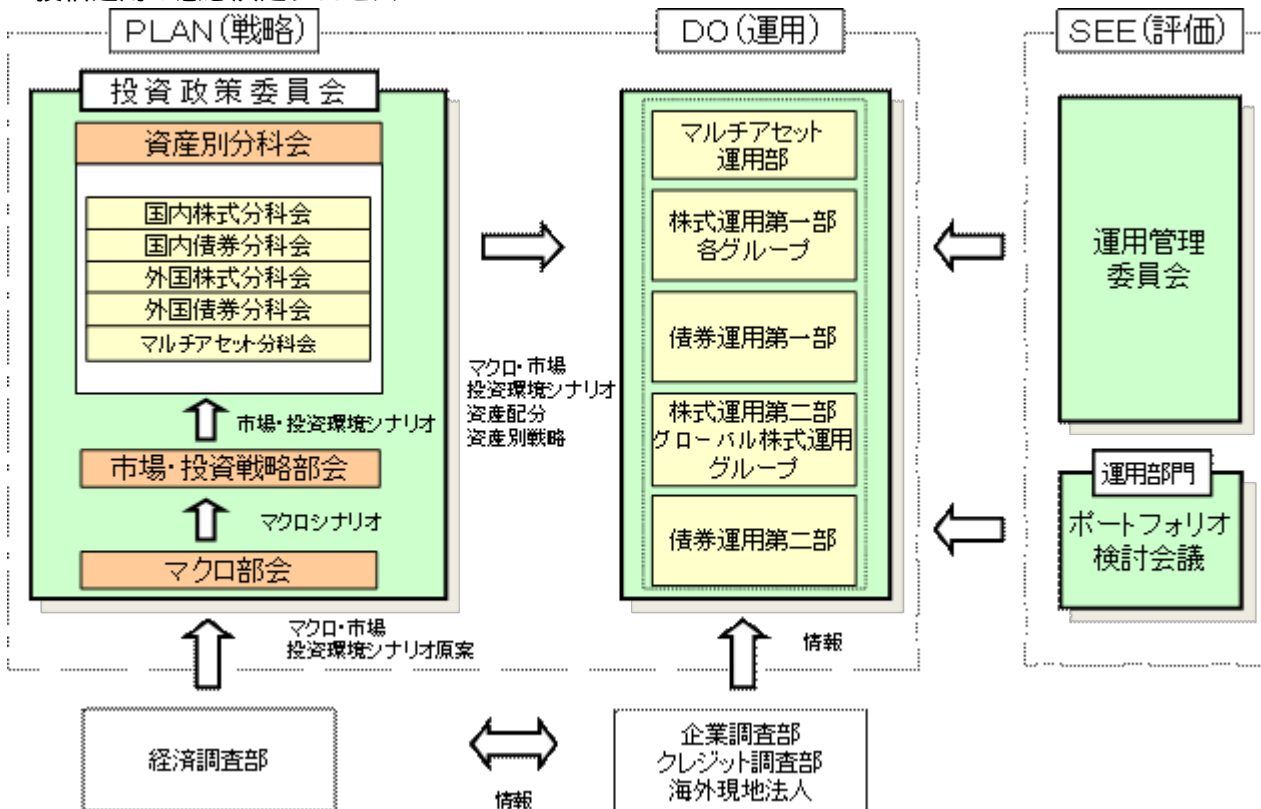 PLAN(戦略)
投資政策委員会
資産別分科会
国内株式分科会
国内債券分科会
外国株式分科会
外国債券分科会
マルチアセット分科会
市場・投資環境シナリオ
市場・投資戦略部会
マクロシナリオ
マクロ部会
マクロ・市場
投資環境シナリオ原案
経済調査部
マクロ・市場
投資環境シナリオ
資産配分
資産別戦略
情報
DO(運用)
マルチアセット
運用部
株式運用第一部
各グループ
債券運用第一部
株式運用第二部
グローバル株式運用
グループ
債券運用第二部
情報
企業調査部
クレジット調査部
海外現地法人
SEE(評価)
運用管理
委員会
運用部門
ポートフォリオ
検討会議